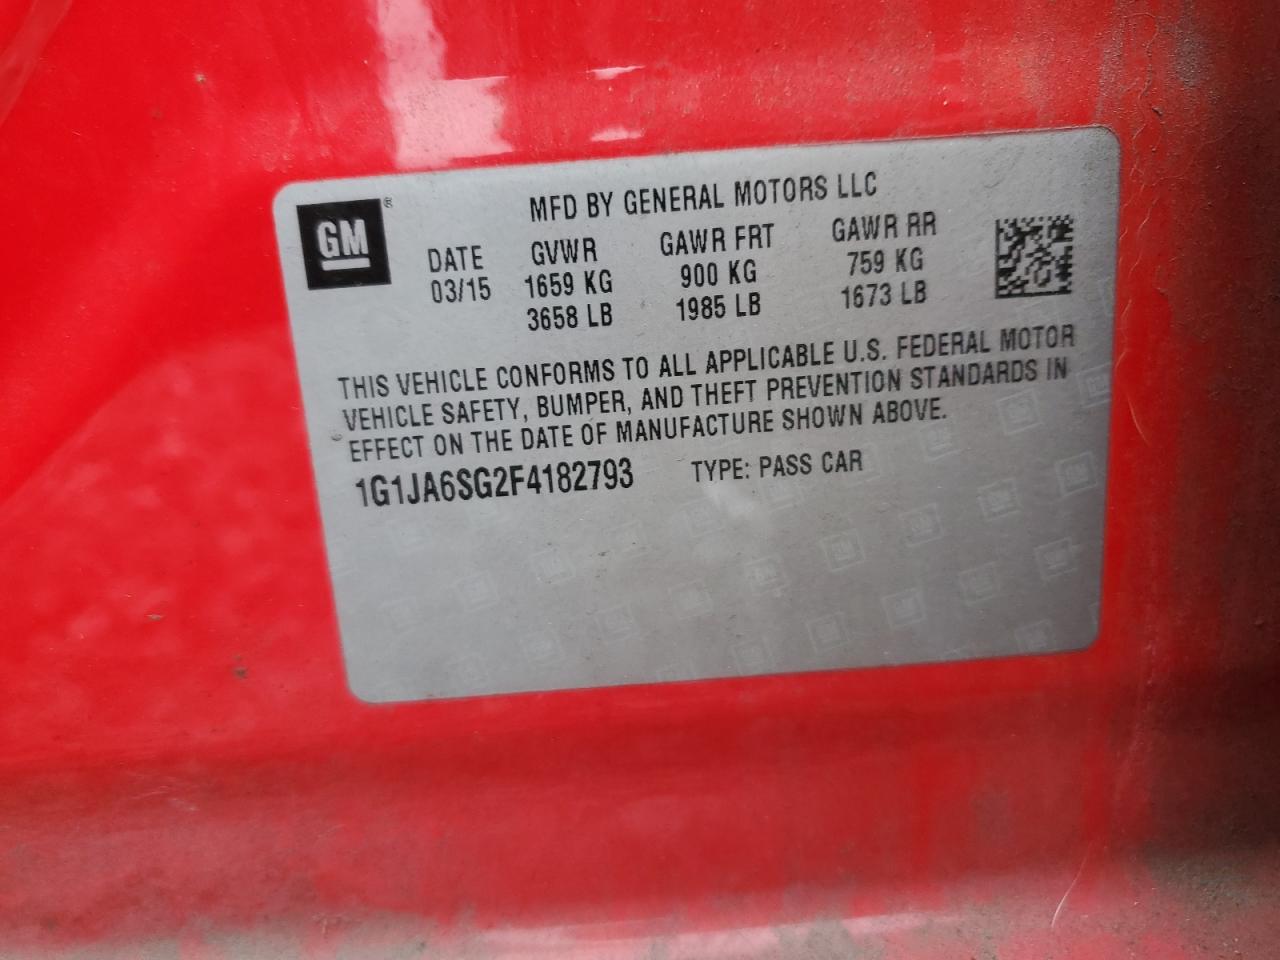 MFD BY GENERAL MOTORS LLC
GM ®
DATE GVWR GAWR FRT GAWR RR
03/15 1659 KG 900 KG 759 KG
3658 LB 1985 LB 1673 LB
THIS VEHICLE CONFORMS TO ALL APPLICABLE U.S. FEDERAL MOTOR
VEHICLE SAFETY, BUMPER, AND THEFT PREVENTION STANDARDS IN
EFFECT ON THE DATE OF MANUFACTURE SHOWN ABOVE.
1G1JA6SG2F4182793 TYPE: PASS CAR